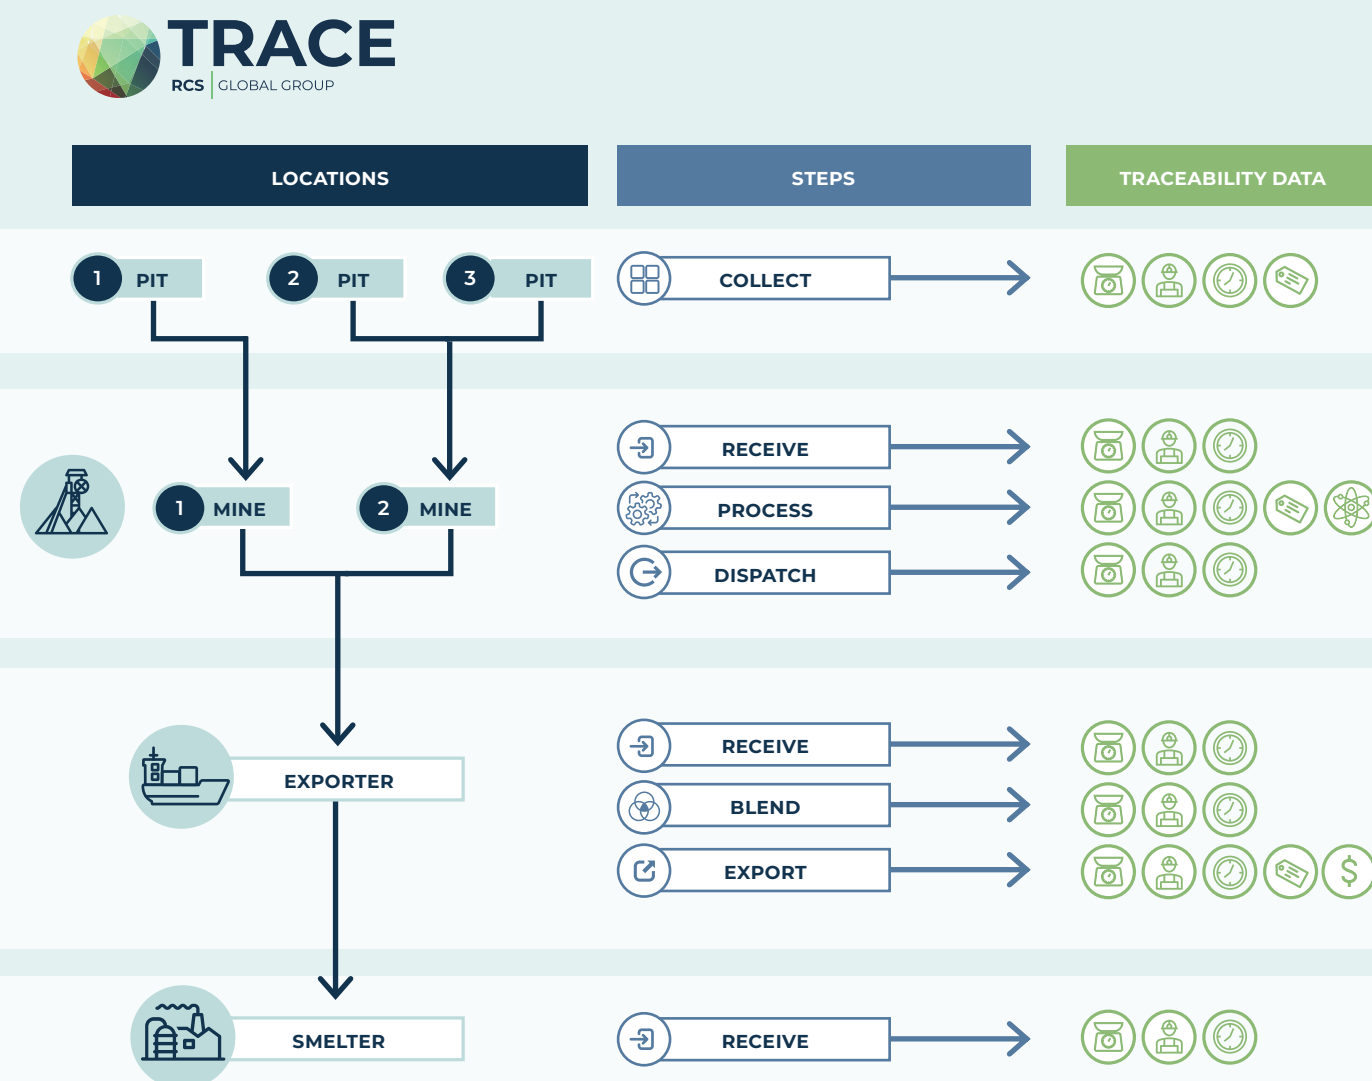 TRACE
RCS GLOBAL GROUP
LOCATIONS
STEPS
TRACEABILITY DATA
1 PIT
2 PIT
3 PIT
COLLECT
1 MINE
2 MINE
RECEIVE
PROCESS
DISPATCH
EXPORTER
RECEIVE
BLEND
EXPORT
$
SMELTER
RECEIVE